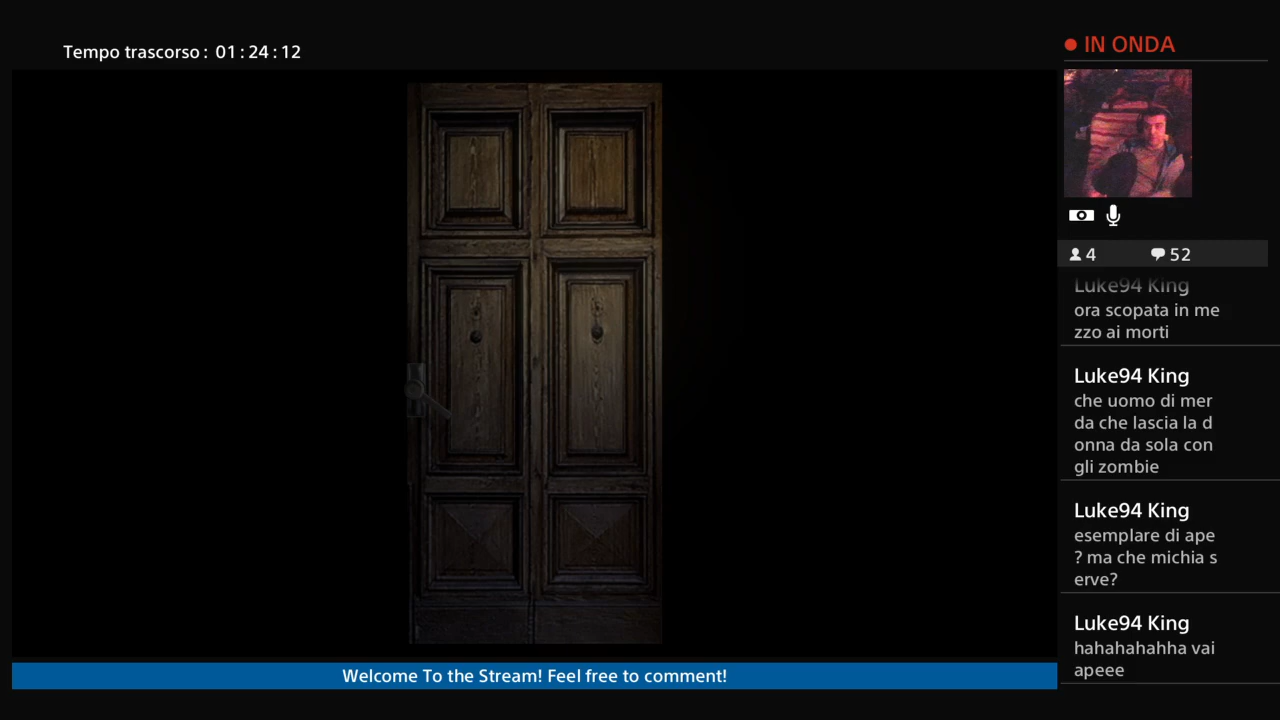 Tempo trascorso : 01 : 24 : 12
IN ONDA
4 52
Luke94 King
ora scopata in me
zzo ai morti
Luke94 King
che uomo di mer
da che lascia la d
onna da sola con
gli zombie
Luke94 King
esemplare di ape
? ma che michia s
erve?
Luke94 King
hahahahahha vai
apeee
Welcome To the Stream! Feel free to comment!